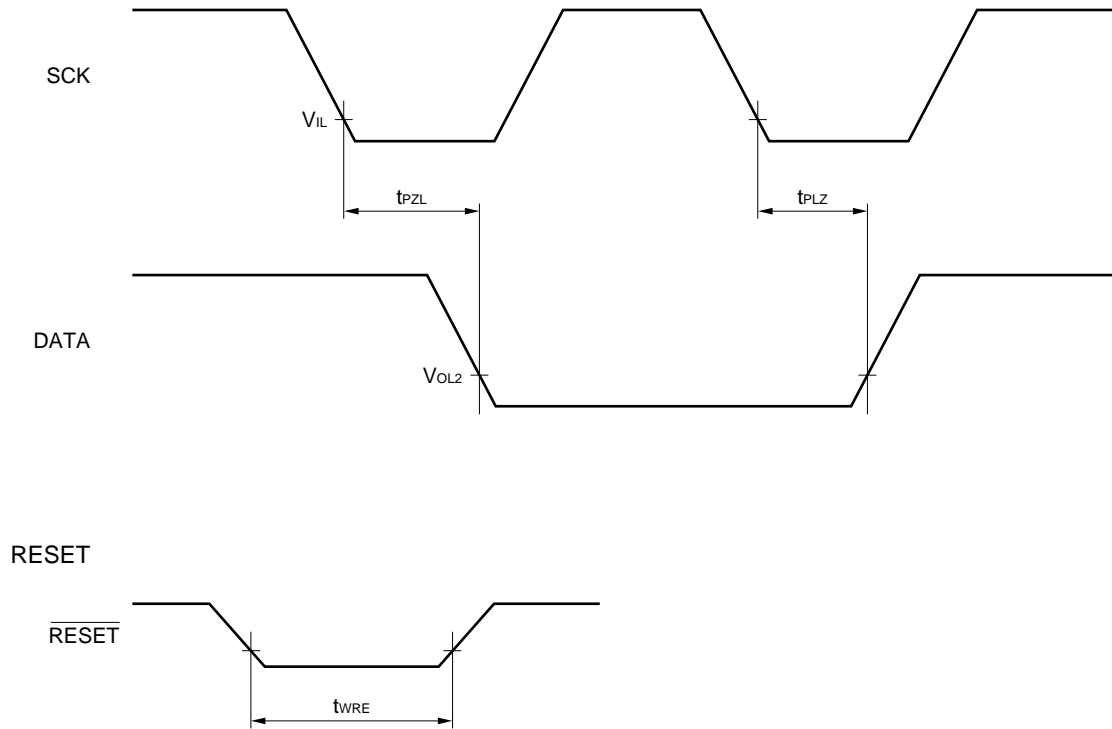 SCK
VIL
tPZL
tPLZ
DATA
VOL2
RESET
RESET
tWRE